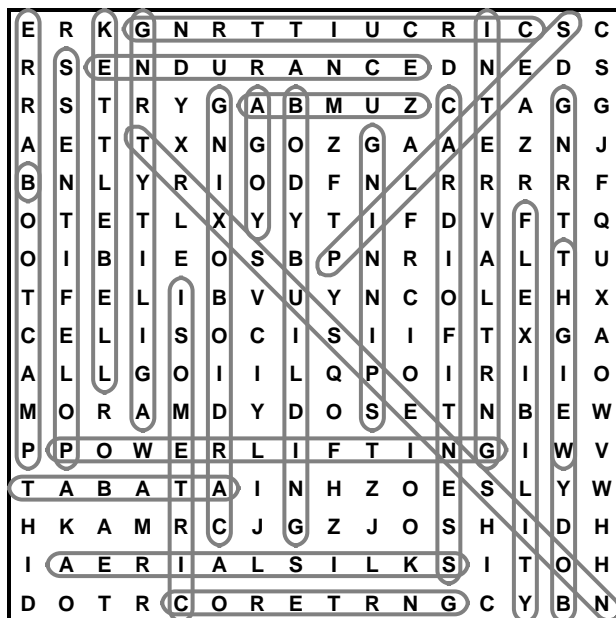 E R K G N R T T I U C R I C S C
R S E N D U R A N C E D N E D S
R S T R Y G A B M U Z C T A G G
A E T T X N G O Z G A A E Z N J
B N L Y R I O D F N L R R R R F
O T E T L X Y Y T I F D V F T Q
O I B I E O S B P N R I A L T U
T F E L I B V U Y N C O L E H X
C E L I S O C I S I I F T X G A
A L L G O I I L Q P O I R I I O
M O R A M D Y D O S E T N B E W
P P O W E R L I F T I N G I W V
T A B A T A I N H Z O E S L Y W
H K A M R C J G Z J O S H I D H
I A E R I A L S I L K S I T O H
D O T R C O R E T R N G C Y B N